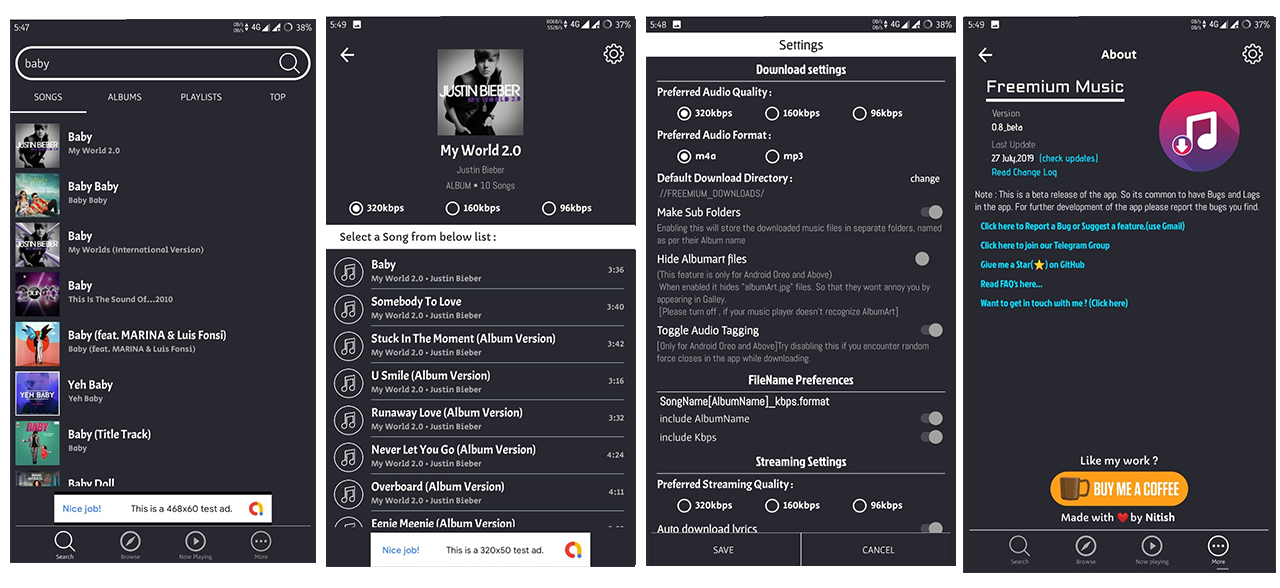 5:47
4G
38%
baby
SONGS ALBUMS PLAYLISTS TOP
Baby
My World 2.0
Baby Baby
Baby Baby
Baby
My Worlds (International Version)
Baby
This Is The Sound Of...2010
Baby (feat. MARINA & Luis Fonsi)
Baby (feat. MARINA & Luis Fonsi)
YEH BABY
Yeh Baby
Yeh Baby
Baby (Title Track)
Baby
Baby Doll
Nice job! This is a 468x60 test ad.
Search Browse Now Playing More
5:49
4G
37%
JUSTIN BIEBER
MY WORLD 2.0
My World 2.0
Justin Bieber
ALBUM • 10 Songs
320kbps 160kbps 96kbps
Select a Song from below list :
Baby 3:36
My World 2.0 • Justin Bieber
Somebody To Love 3:40
My World 2.0 • Justin Bieber
Stuck In The Moment (Album Version) 3:42
My World 2.0 • Justin Bieber
U Smile (Album Version) 3:16
My World 2.0 • Justin Bieber
Runaway Love (Album Version) 3:32
My World 2.0 • Justin Bieber
Never Let You Go (Album Version) 4:24
My World 2.0 • Justin Bieber
Overboard (Album Version) 4:11
My World 2.0 • Justin Bieber
Eenie Meenie (Album Version)
Nice job! This is a 320x50 test ad.
5:48
4G
38%
Settings
Download settings
Preferred Audio Quality :
320kbps 160kbps 96kbps
Preferred Audio Format :
m4a mp3
Default Download Directory : change
//FREEMIUM_DOWNLOADS/
Make Sub Folders
Enabling this will store the downloaded music files in separate folders, named
as per their Album name
Hide Albumart files
(This feature is only for Android Oreo and Above)
When enabled it hides "albumArt.jpg" files. So that they wont annoy you by
appearing in Galley.
[Please turn off , if your music player doesn't recognize AlbumArt]
Toggle Audio Tagging
[Only for Android Oreo and Above]Try disabling this if you encounter random
force closes in the app while downloading.
FileName Preferences
SongName[AlbumName]_kbps.format
include AlbumName
include Kbps
Streaming Settings
Preferred Streaming Quality :
320kbps 160kbps 96kbps
Auto download lyrics
SAVE CANCEL
5:49
4G
37%
About
Freemium Music
Version
0.8_beta
Last Update
27 July,2019 [check updates]
Read Change Log
Note : This is a beta release of the app. So its common to have Bugs and Lags
in the app. For further development of the app please report the bugs you find.
Click here to Report a Bug or Suggest a feature.(use Gmail)
Click here to join our Telegram Group
Give me a Star(⭐) on GitHub
Read FAQ's here...
Want to get in touch with me ? (Click here)
Like my work ?
BUY ME A COFFEE
Made with ❤ by Nitish
Search Browse Now playing More